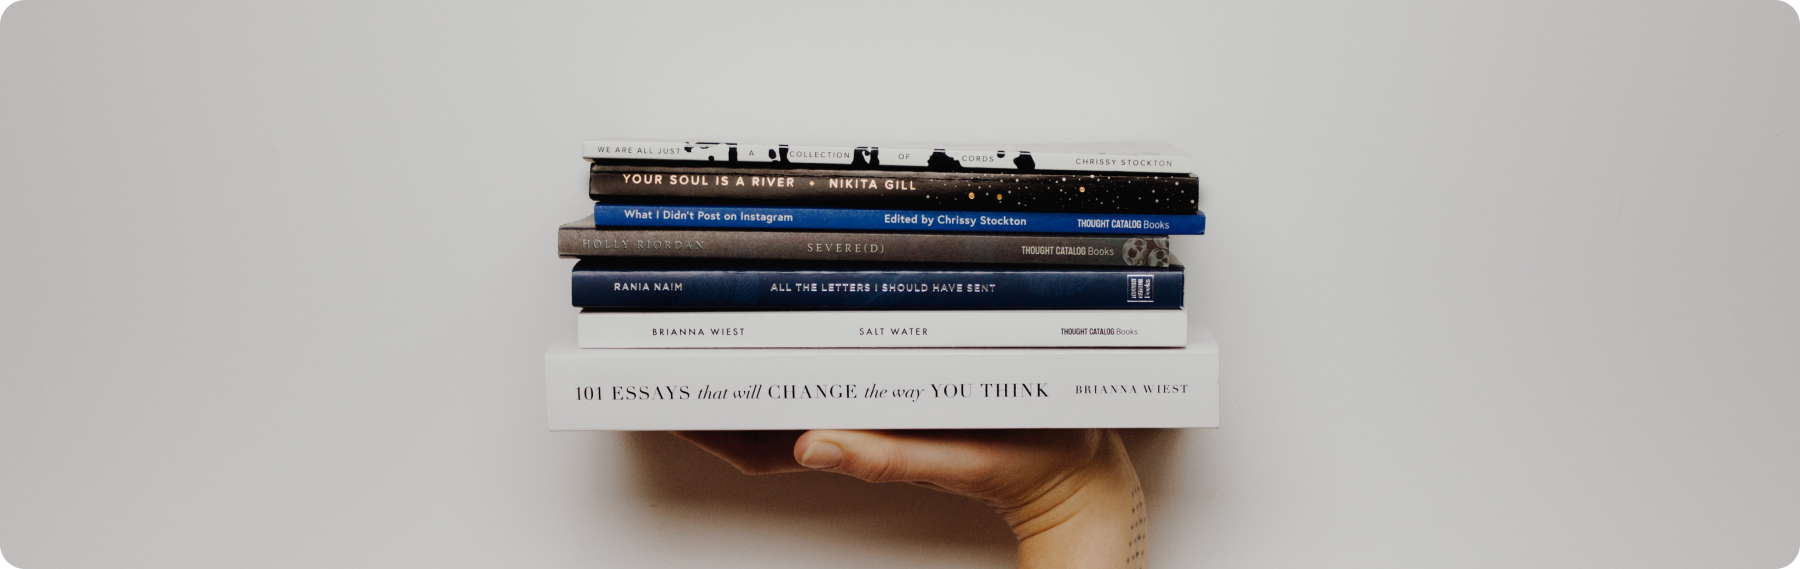 WE ARE ALL JUST A COLLECTION OF CORDS CHRISSY STOCKTON
YOUR SOUL IS A RIVER NIKITA GILL
What I Didn't Post on Instagram Edited by Chrissy Stockton THOUGHT CATALOG Books
HOLLY RIORDAN SEVERE(D) THOUGHT CATALOG Books
RANIA NAIM ALL THE LETTERS I SHOULD HAVE SENT
BRIANNA WIEST SALT WATER THOUGHT CATALOG Books
101 ESSAYS that will CHANGE the way YOU THINK BRIANNA WIEST